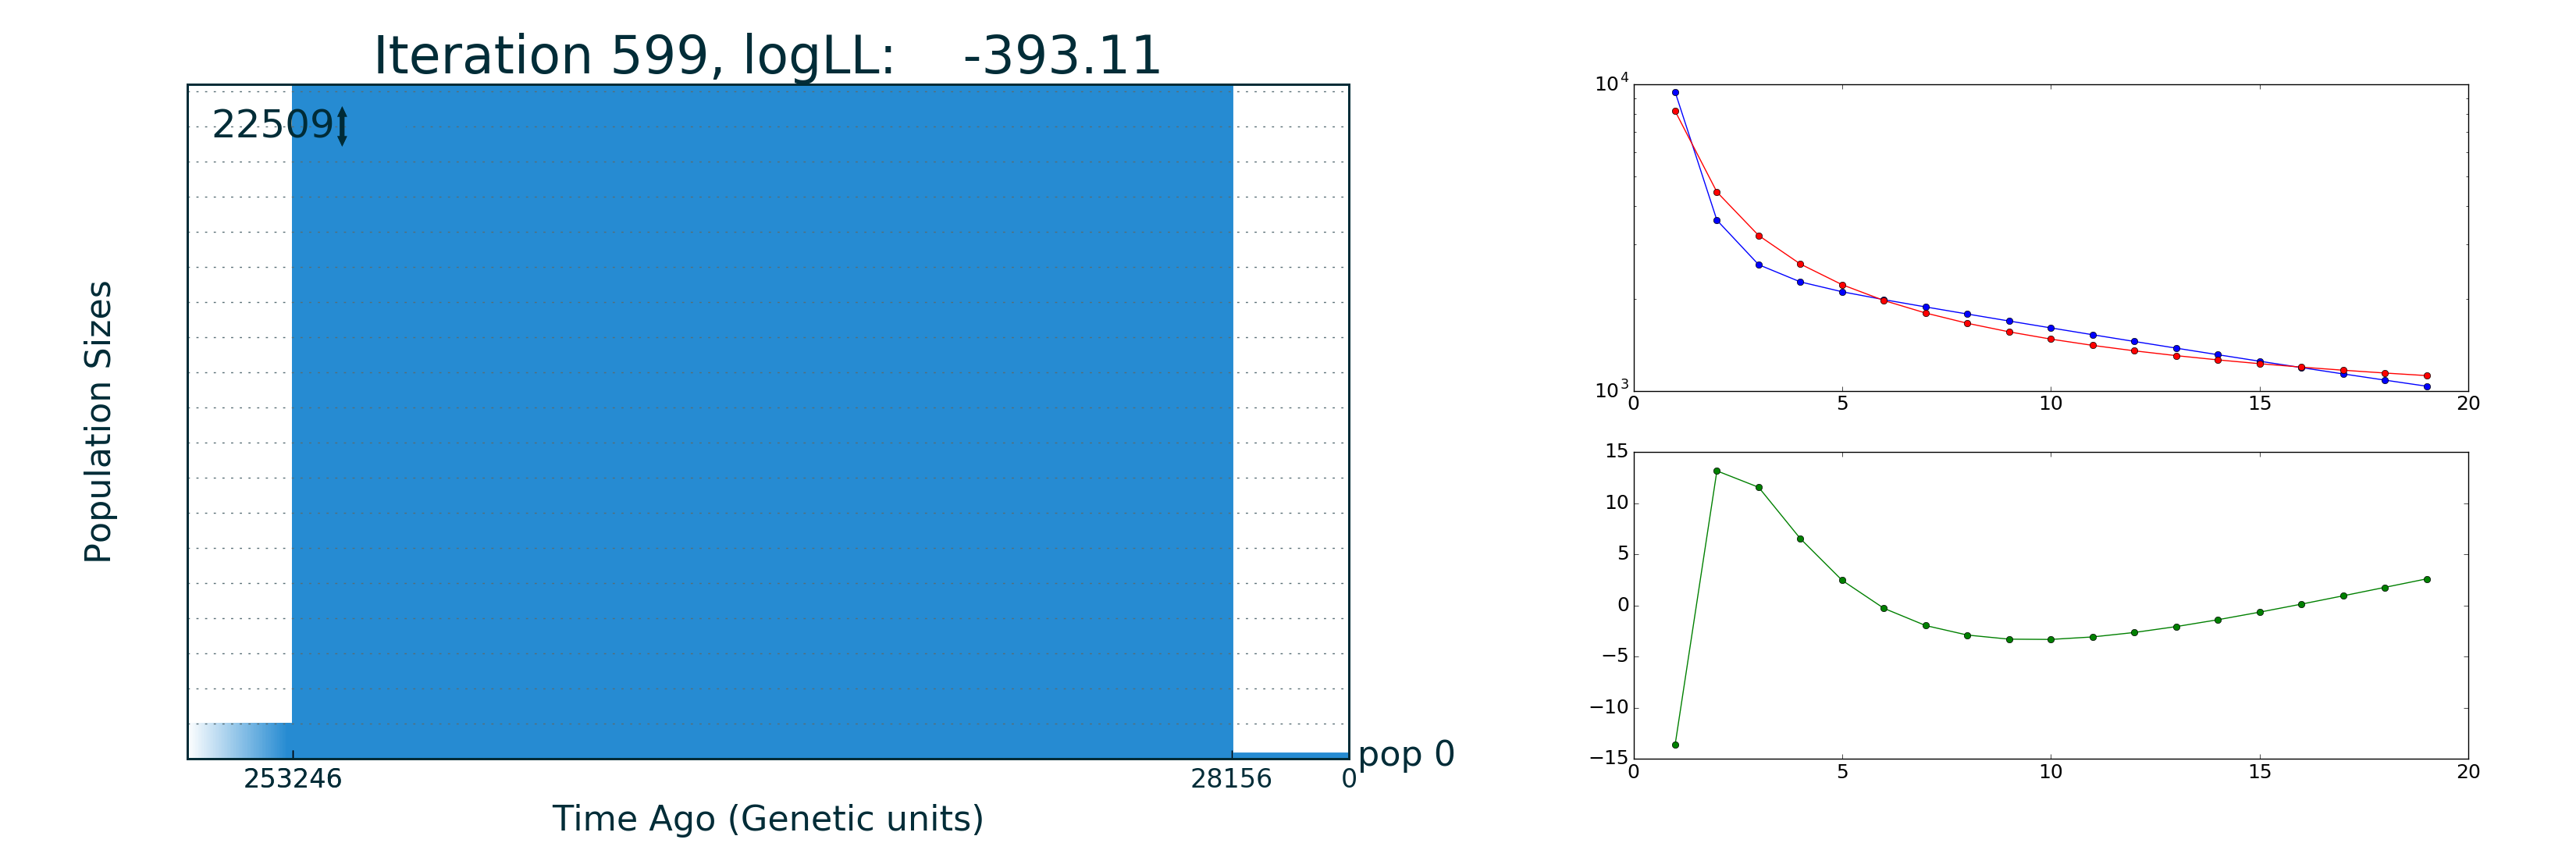 Iteration 599, logLL: -393.11
22509
Population Sizes
253246 28156 0
pop 0
Time Ago (Genetic units)
10^4
10^3
0 5 10 15 20
15
10
5
0
−5
−10
−15
0 5 10 15 20